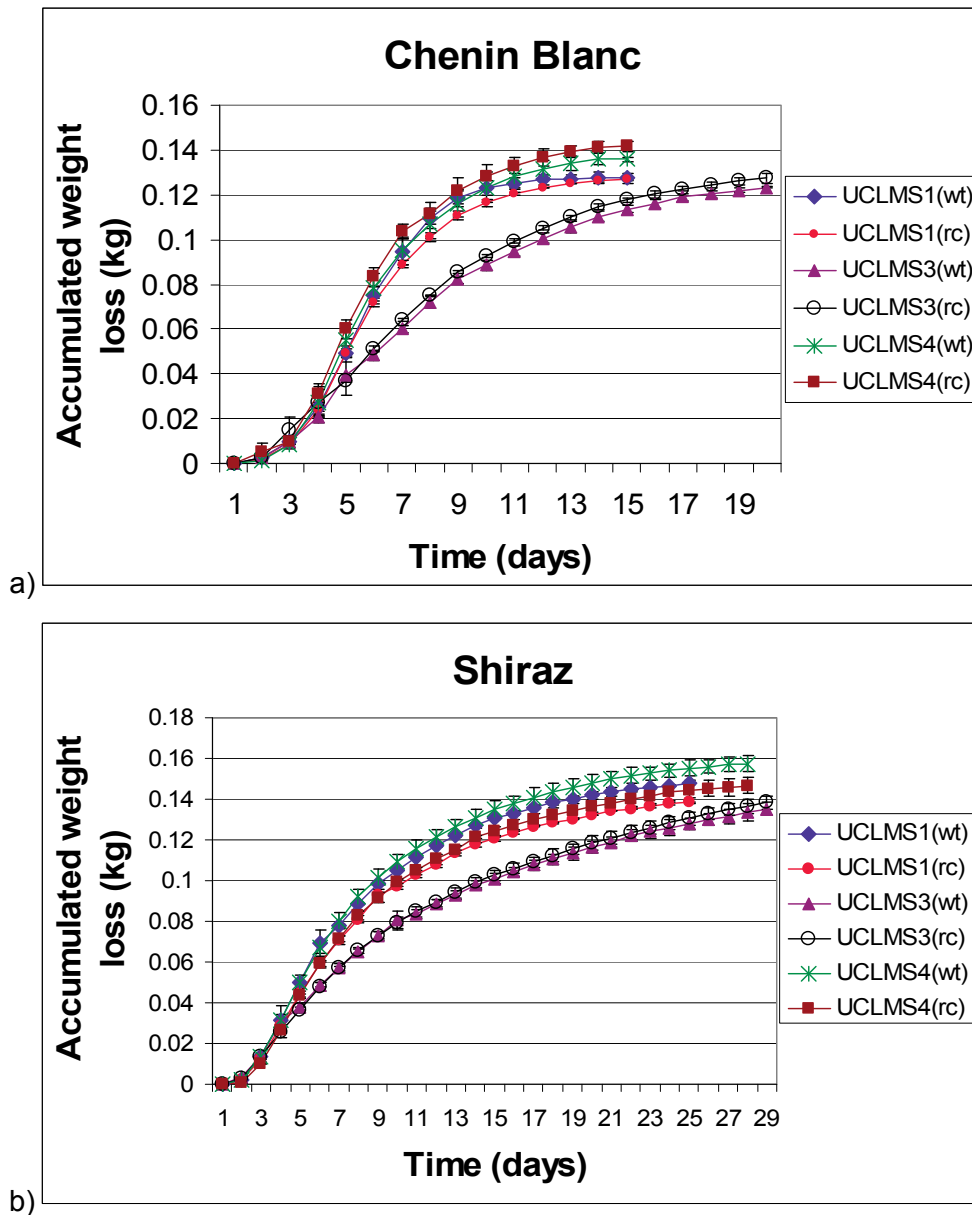 Chenin Blanc
Accumulated weight
loss (kg)
0.16
0.14
0.12
0.1
0.08
0.06
0.04
0.02
0
1 3 5 7 9 11 13 15 17 19
Time (days)
UCLMS1(wt)
UCLMS1(rc)
UCLMS3(wt)
UCLMS3(rc)
UCLMS4(wt)
UCLMS4(rc)
a)
Shiraz
Accumulated weight
loss (kg)
0.18
0.16
0.14
0.12
0.1
0.08
0.06
0.04
0.02
0
1 3 5 7 9 11 13 15 17 19 21 23 25 27 29
Time (days)
UCLMS1(wt)
UCLMS1(rc)
UCLMS3(wt)
UCLMS3(rc)
UCLMS4(wt)
UCLMS4(rc)
b)